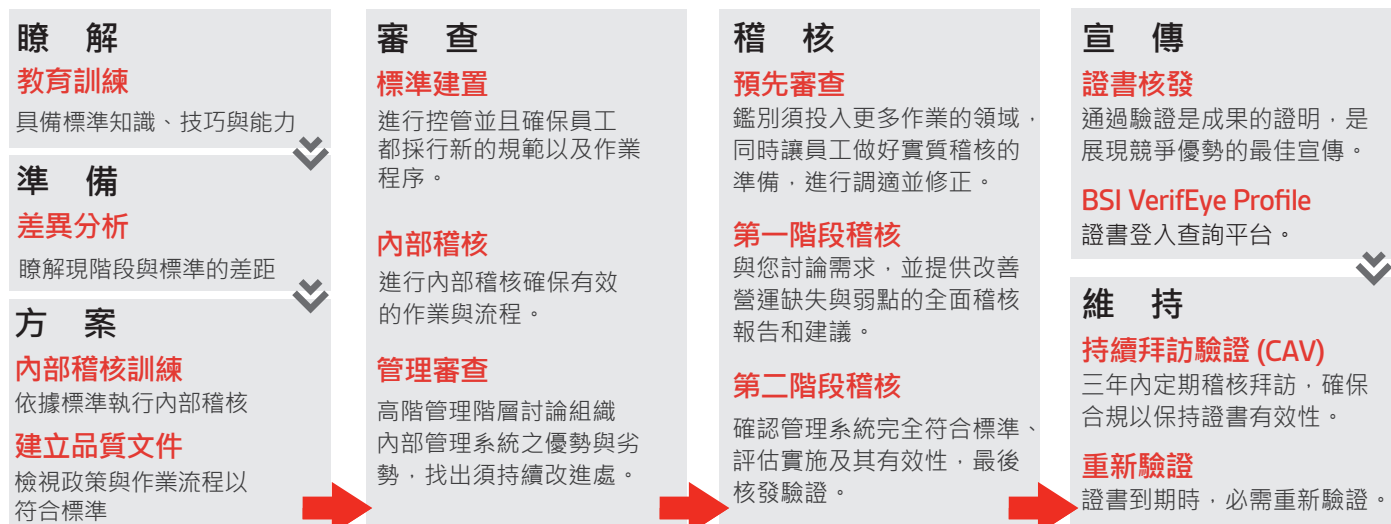 瞭 解
教育訓練
具備標準知識、技巧與能力
準 備
差異分析
瞭解現階段與標準的差距
方 案
內部稽核訓練
依據標準執行內部稽核
建立品質文件
檢視政策與作業流程以
符合標準
審 查
標準建置
進行控管並且確保員工
都採行新的規範以及作業
程序。
內部稽核
進行內部稽核確保有效
的作業與流程。
管理審查
高階管理階層討論組織
內部管理系統之優勢與劣
勢，找出須持續改進處。
稽 核
預先審查
鑑別須投入更多作業的領域，
同時讓員工做好實質稽核的
準備，進行調適並修正。
第一階段稽核
與您討論需求，並提供改善
營運缺失與弱點的全面稽核
報告和建議。
第二階段稽核
確認管理系統完全符合標準、
評估實施及其有效性，最後
核發驗證。
宣 傳
證書核發
通過驗證是成果的證明，是
展現競爭優勢的最佳宣傳。
BSI VerifEye Profile
證書登入查詢平台。
維 持
持續拜訪驗證 (CAV)
三年內定期稽核拜訪，確保
合規以保持證書有效性。
重新驗證
證書到期時，必需重新驗證。